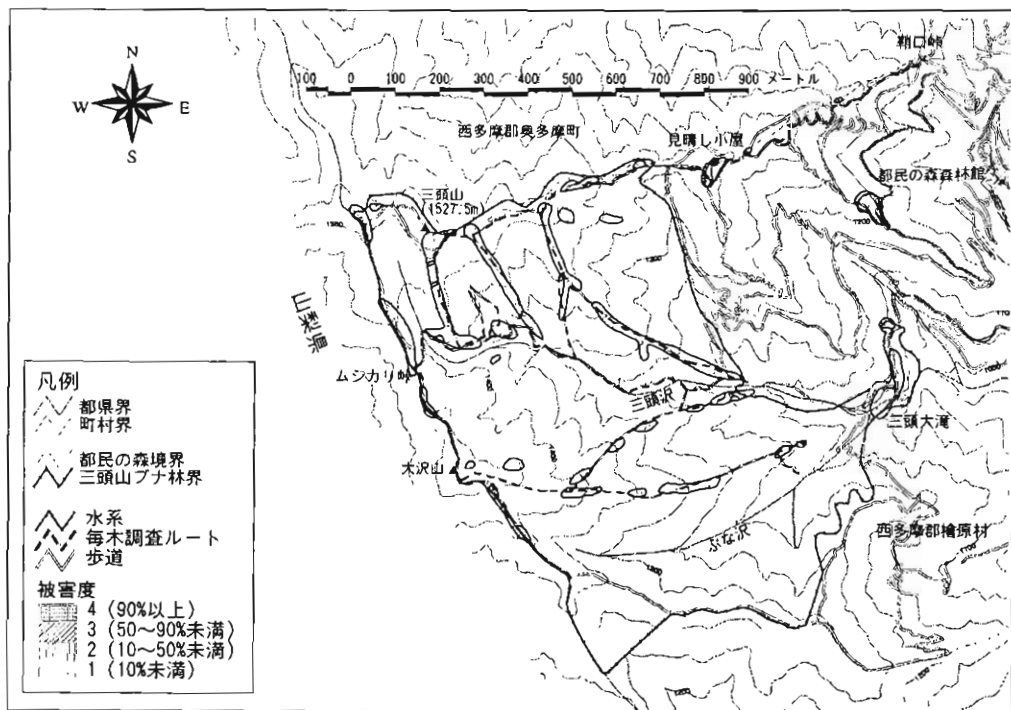 N
W E
S
100 0 100 200 300 400 500 600 700 800 900 メートル
鞘口峠
西多摩郡奥多摩町
見晴し小屋
都民の森森林館
三頭山
(1527.5m)
1100
山梨県
ムシカリ峠
三頭沢
三頭大滝
大沢山
ぶな沢
西多摩郡檜原村
凡例
都県界
町村界
都民の森境界
三頭山ブナ林界
水系
毎木調査ルート
歩道
被害度
4 (90%以上)
3 (50～90%未満)
2 (10～50%未満)
1 (10%未満)
1200